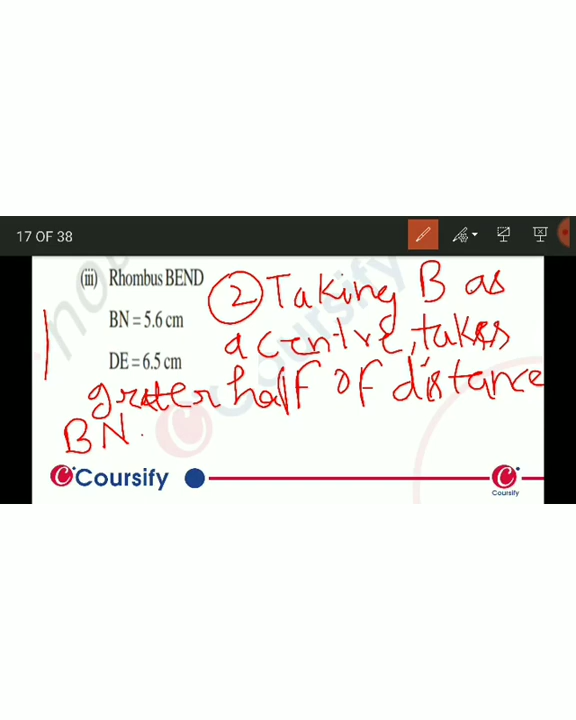 17 OF 38
(iii) Rhombus BEND
BN = 5.6 cm
DE = 6.5 cm
② Taking B as
a centre, takes
greater half of distance
BN.
Coursify
Coursify
Coursify